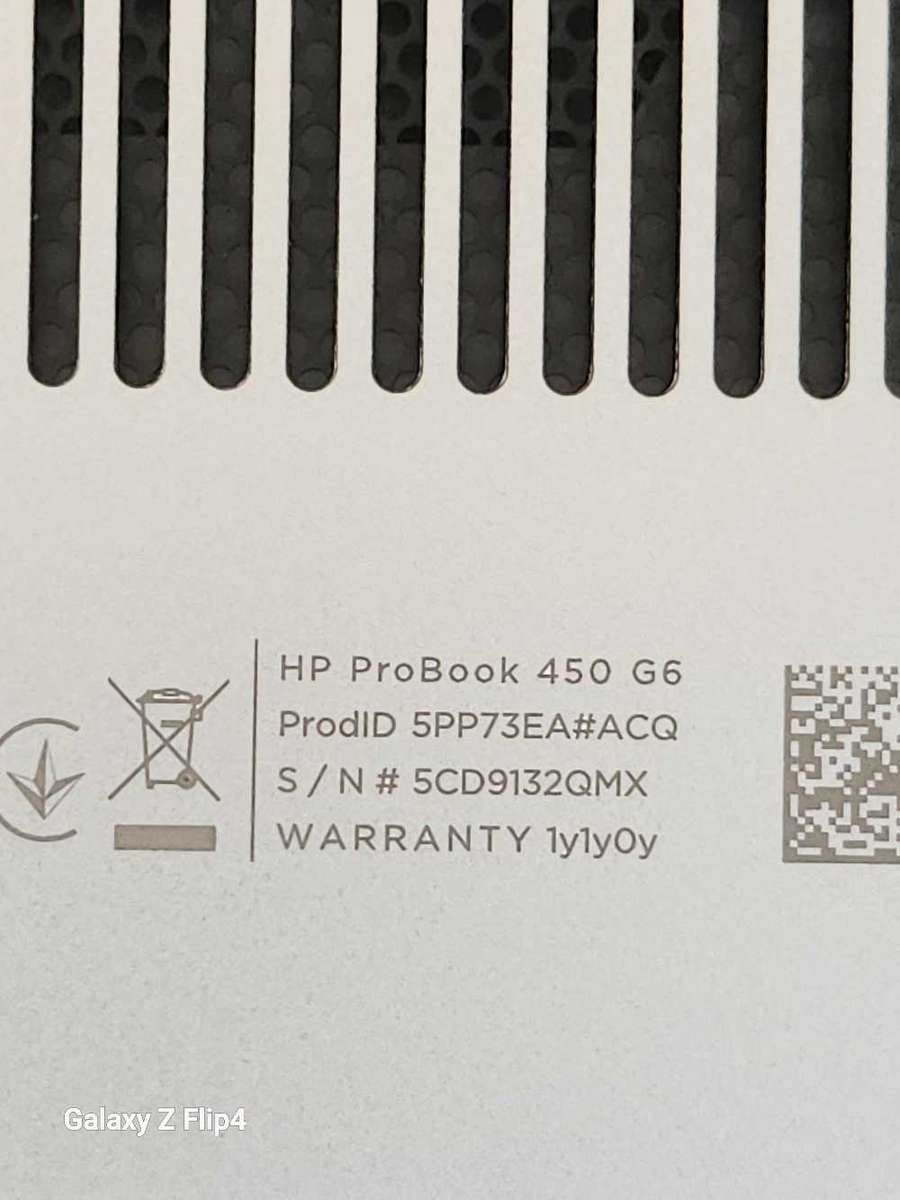 HP ProBook 450 G6
ProdID 5PP73EA#ACQ
S/N# 5CD9132QMX
WARRANTY 1y1y0y
Galaxy Z Flip4